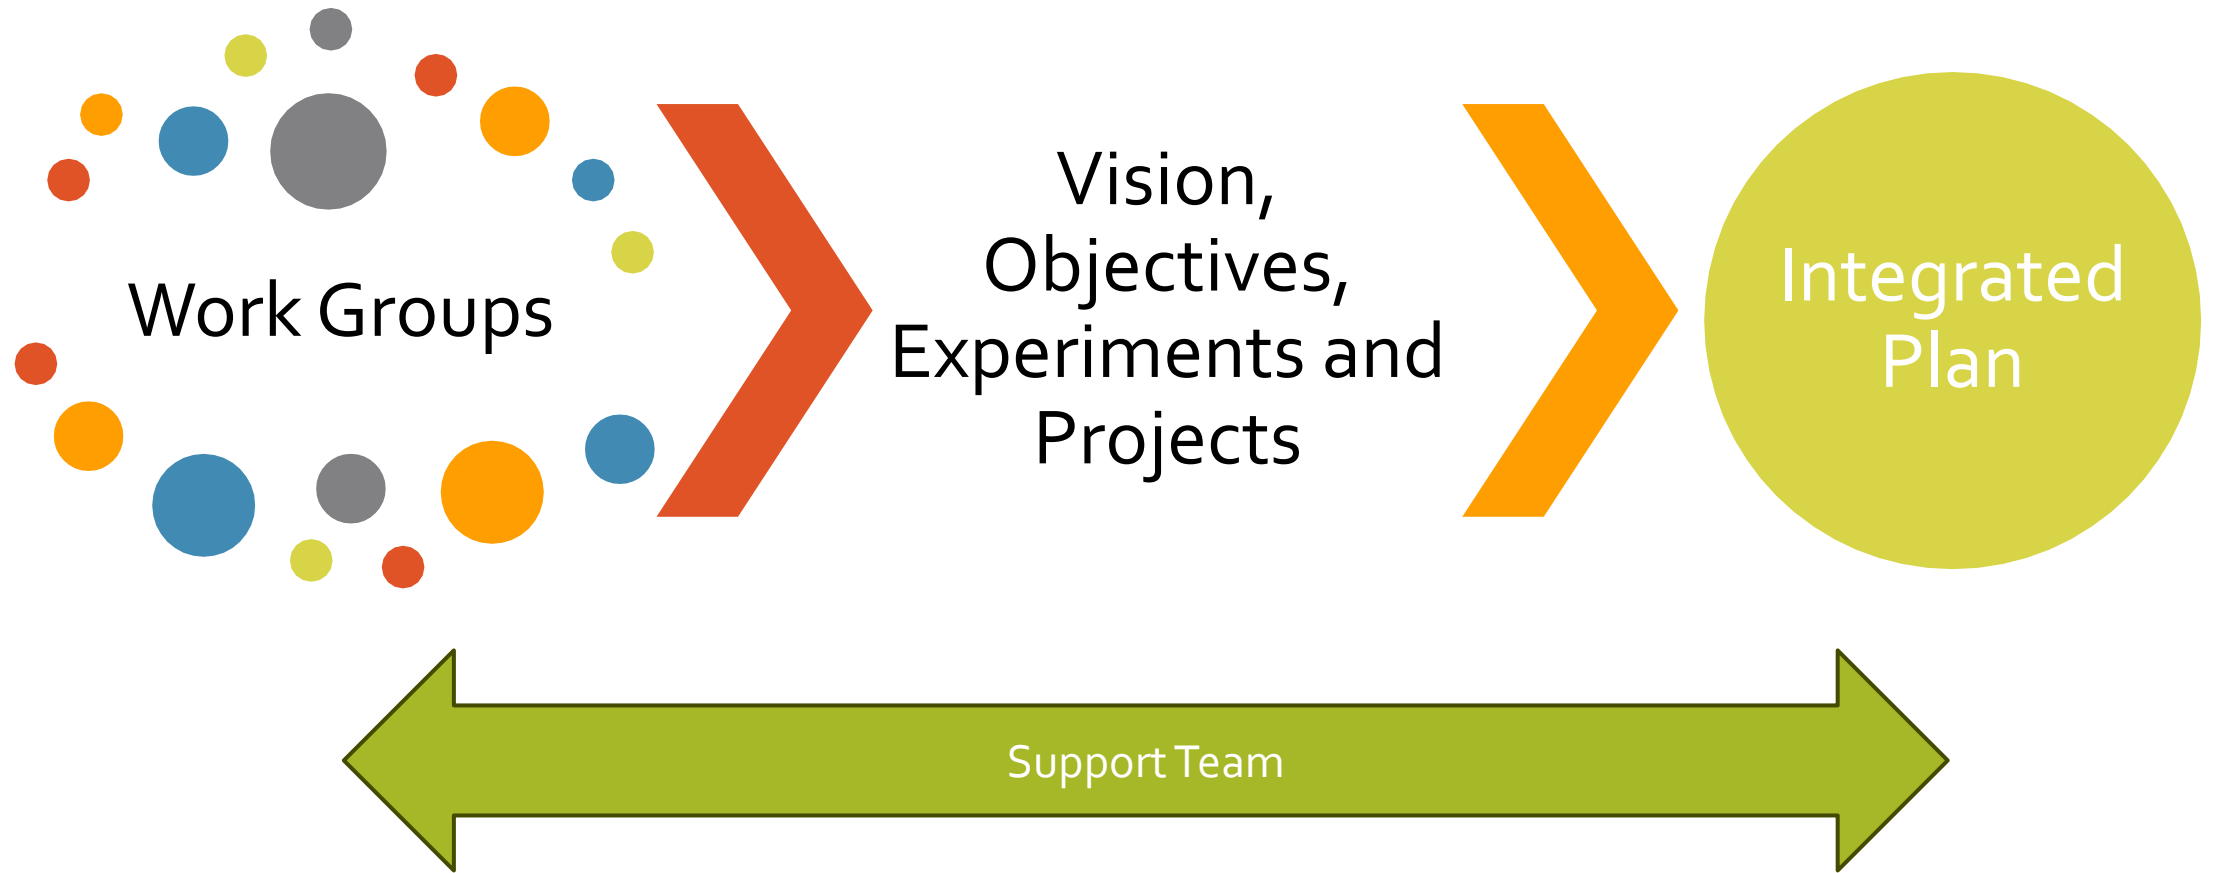 Work Groups
Vision,
Objectives,
Experiments and
Projects
Integrated
Plan
Support Team